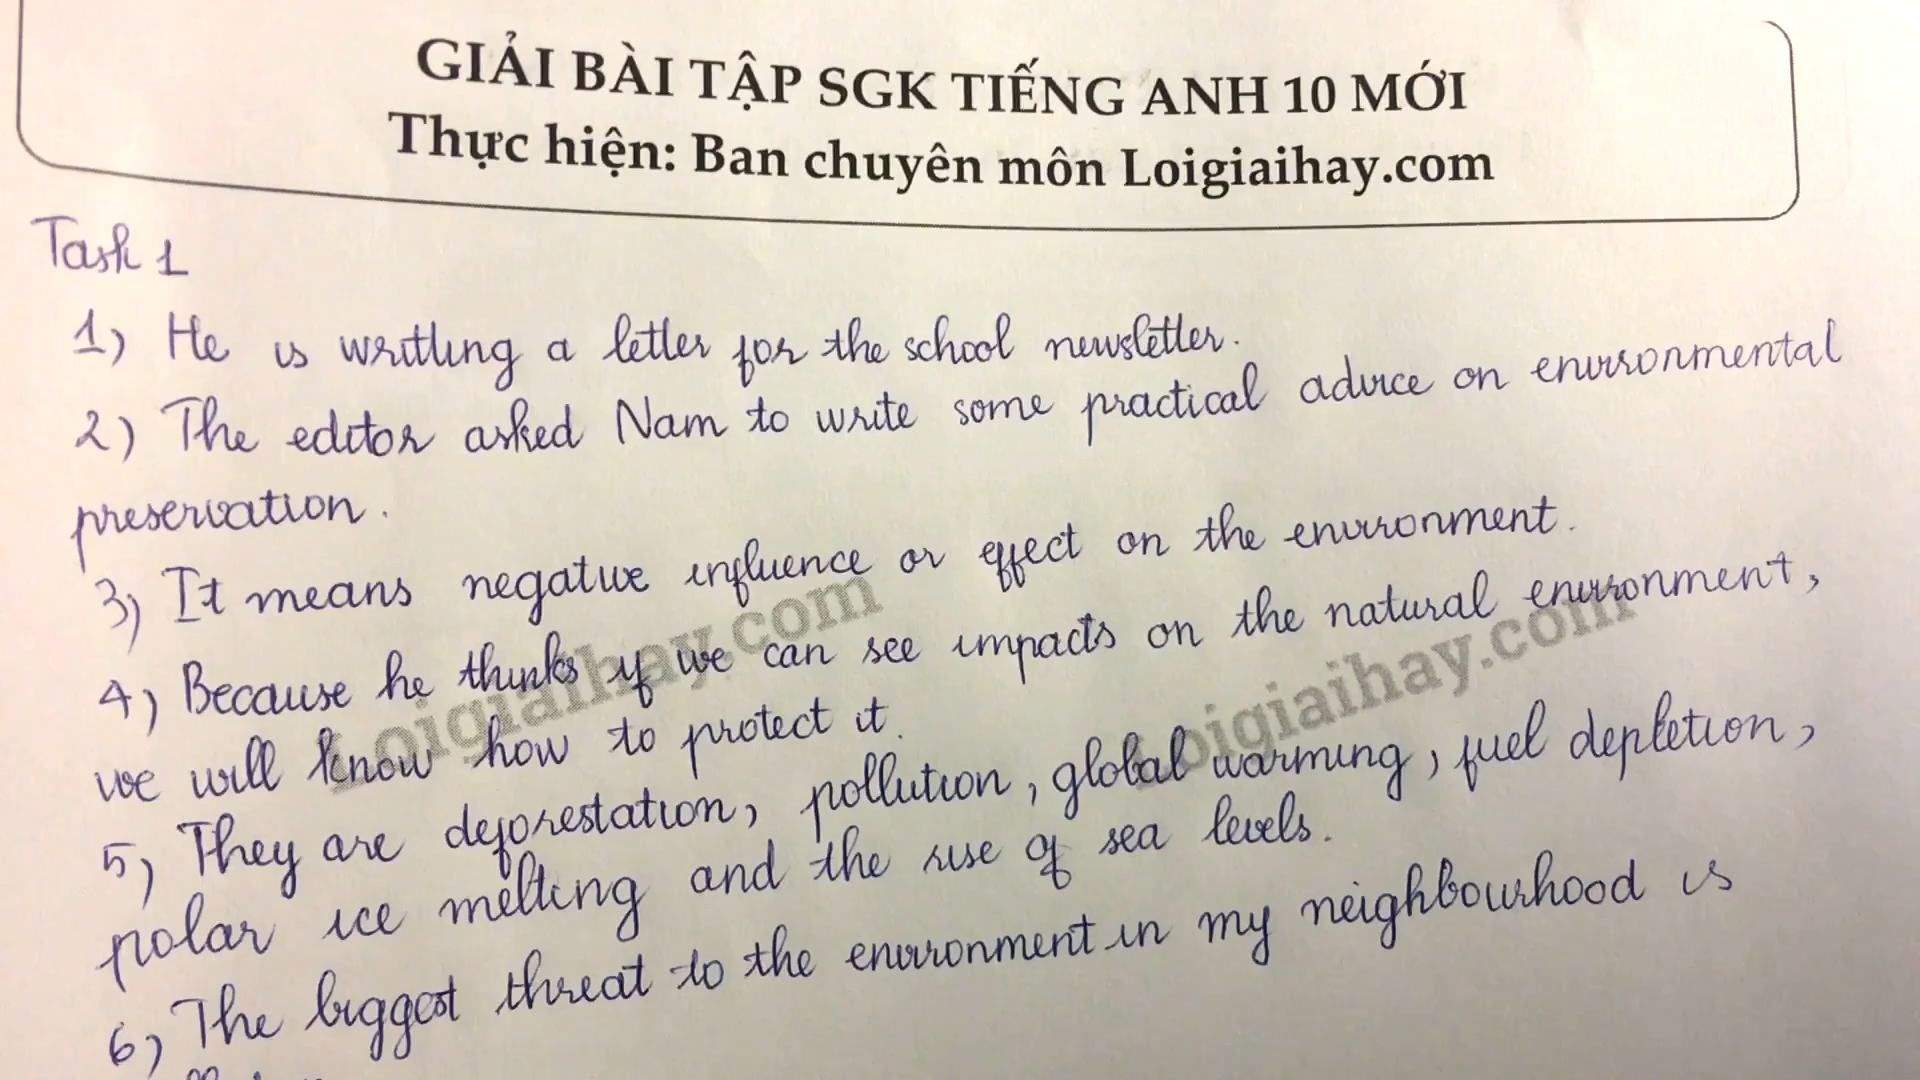 GIẢI BÀI TẬP SGK TIẾNG ANH 10 MỚI
Thực hiện: Ban chuyên môn Loigiaihay.com
Task 1
1) He is writting a letter for the school newsletter.
2) The editor asked Nam to write some practical advice on environmental
preservation.
3) It means negative influence or effect on the environment.
4) Because he thinks if we can see impacts on the natural environment,
we will know how to protect it.
5) They are deforestation, pollution, global warming, fuel depletion,
polar ice melting and the rise of sea levels.
6) The biggest threat to the environment in my neighbourhood is
Loigiaihay.com
Loigiaihay.com